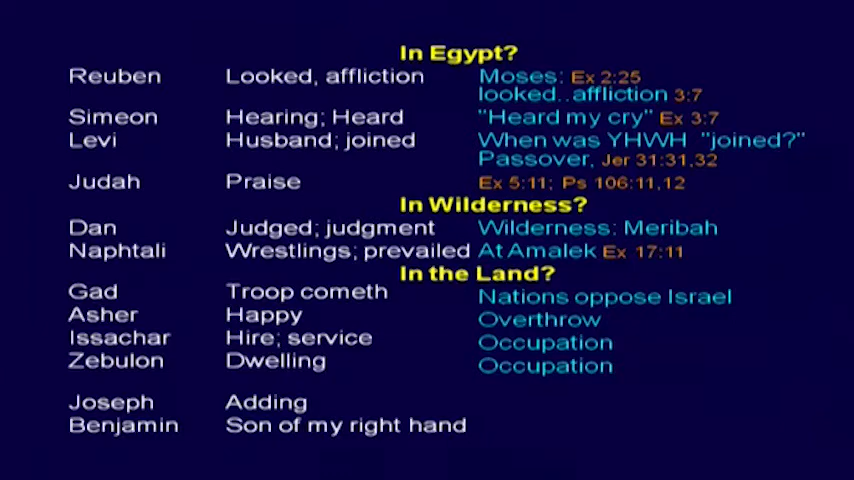 In Egypt?
Reuben Looked, affliction Moses: Ex 2:25
looked..affliction 3:7
Simeon Hearing; Heard "Heard my cry" Ex 3:7
Levi Husband; joined When was YHWH "joined?"
Passover, Jer 31:31,32
Judah Praise Ex 5:11; Ps 106:11,12
In Wilderness?
Dan Judged; judgment Wilderness: Meribah
Naphtali Wrestlings; prevailed At Amalek Ex 17:11
In the Land?
Gad Troop cometh Nations oppose Israel
Asher Happy Overthrow
Issachar Hire; service Occupation
Zebulon Dwelling Occupation
Joseph Adding
Benjamin Son of my right hand